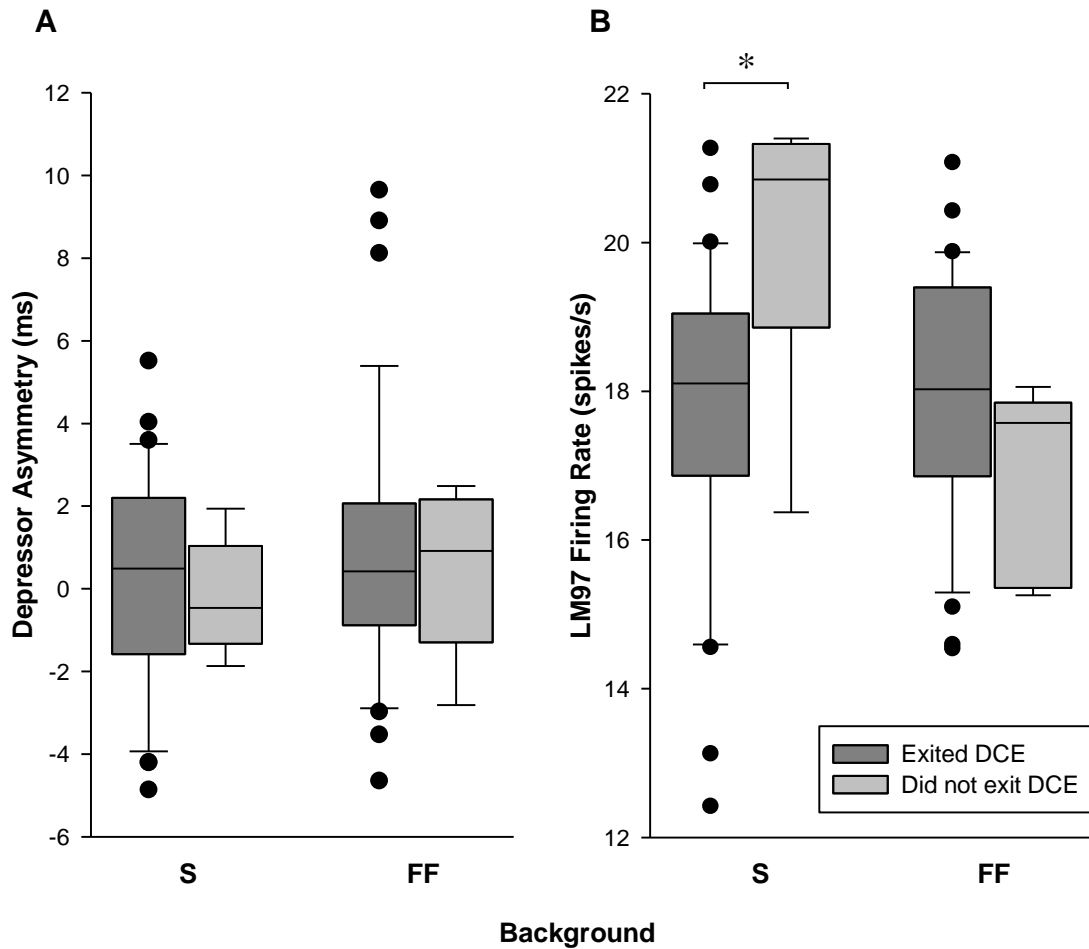 A
B
Depressor Asymmetry (ms)
12
10
8
6
4
2
0
-2
-4
-6
S
FF
LM97 Firing Rate (spikes/s)
22
20
18
16
14
12
*
S
FF
Exited DCE
Did not exit DCE
Background